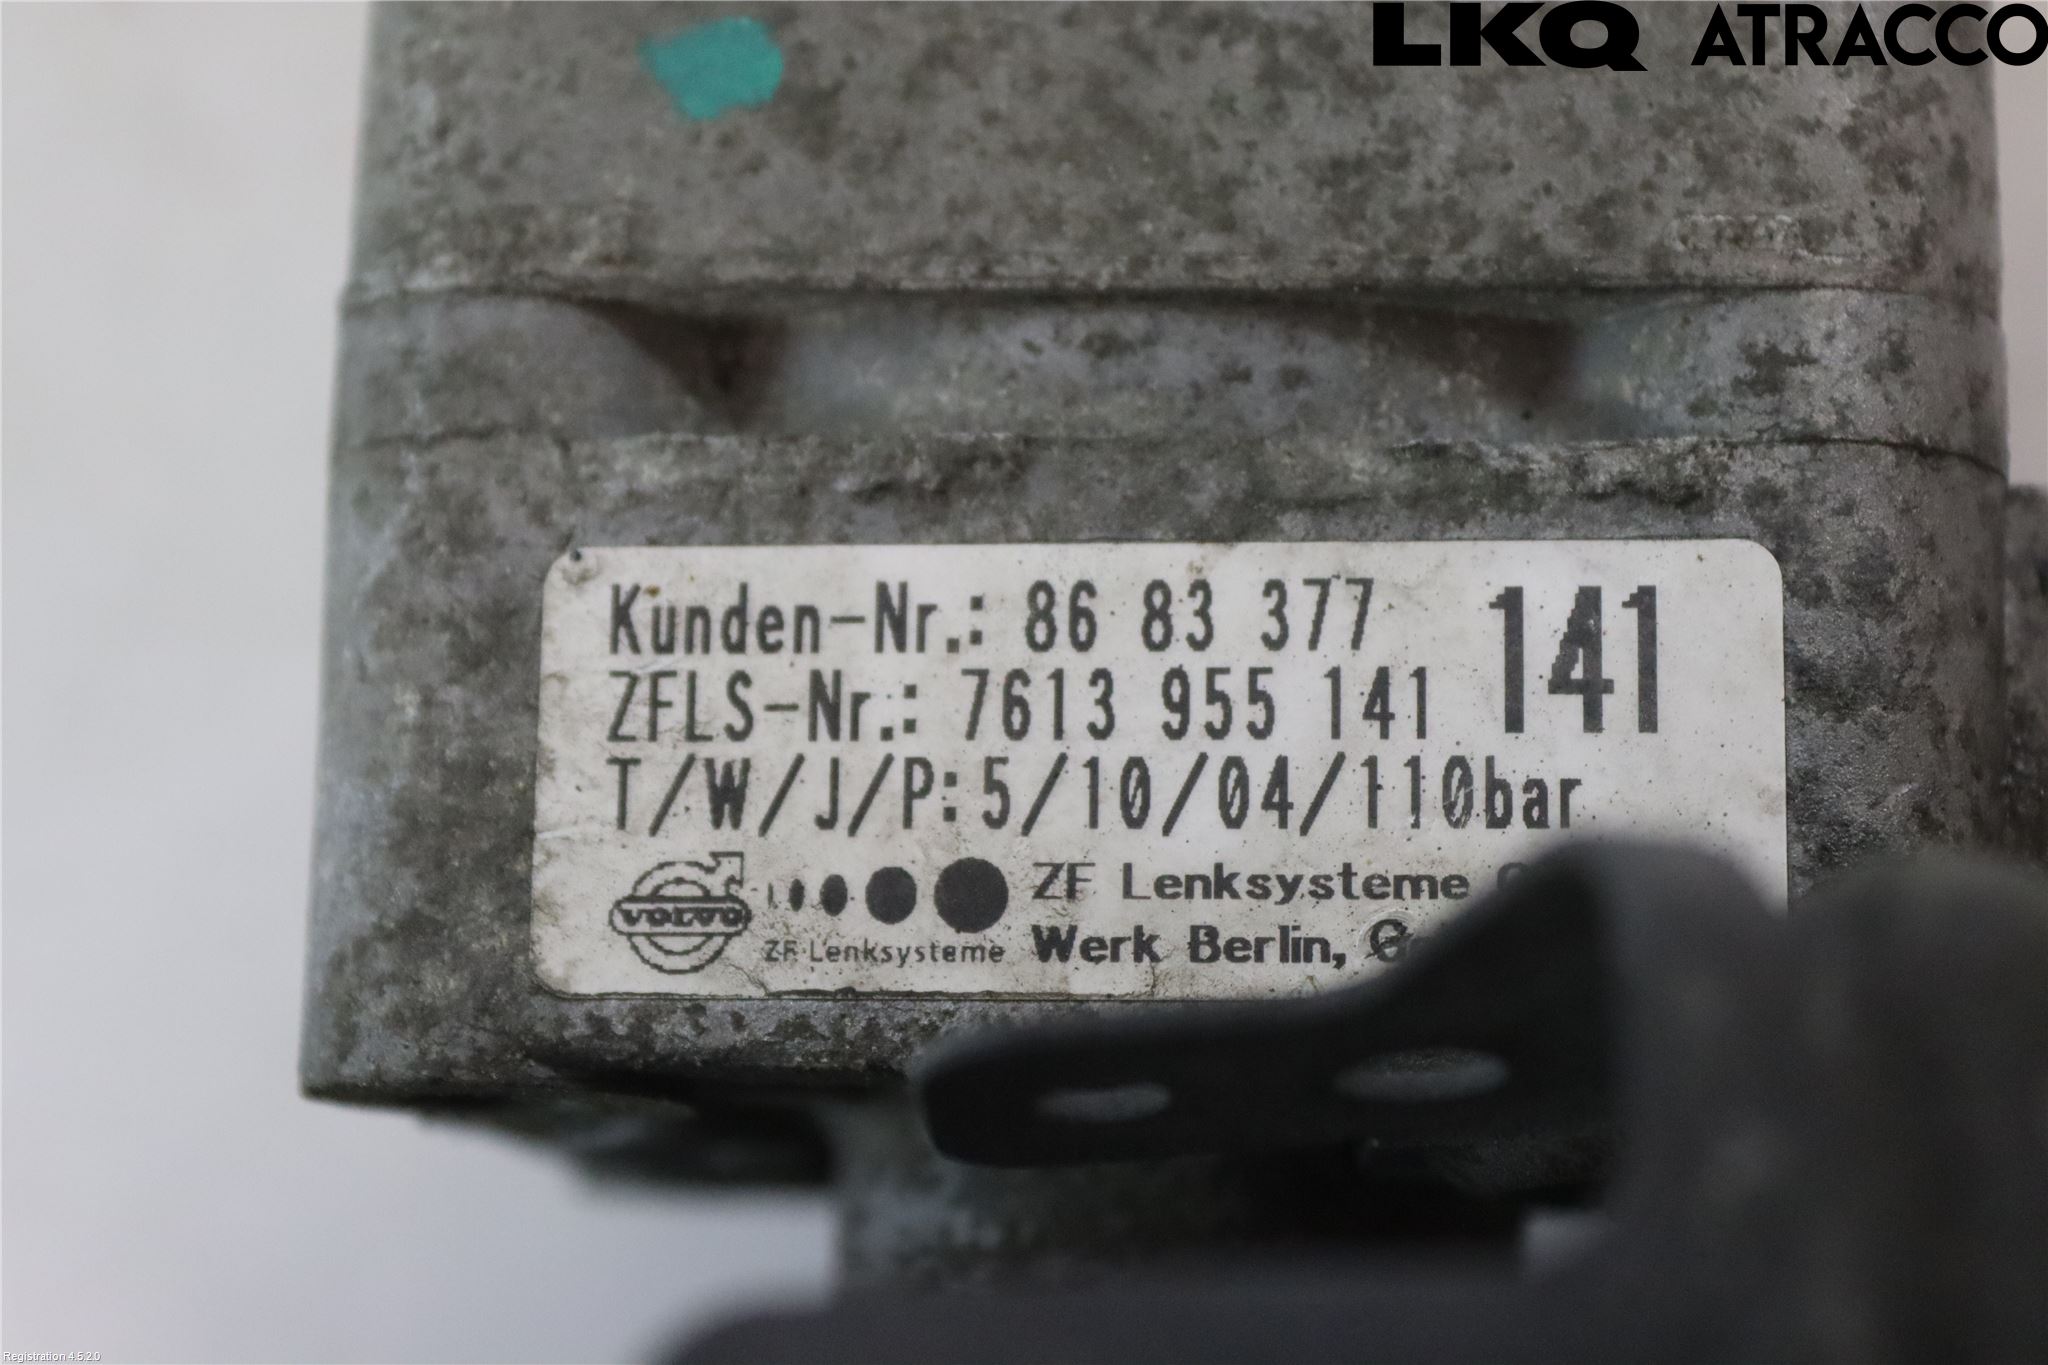 LKQ ATRACCO
Kunden-Nr.: 86 83 377
141
ZFLS-Nr.: 7613 955 141
T/W/J/P: 5/10/04/110bar
VOLVO
ZF Lenksysteme
ZF Lenksysteme
Werk Berlin,
Registration 4.5.2.0